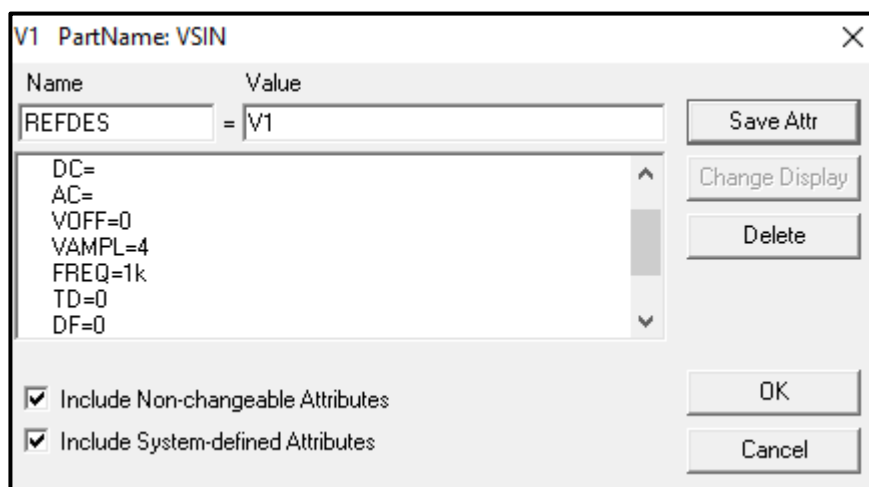 V1 PartName: VSIN
Name Value
REFDES = V1
Save Attr
DC=
AC=
VOFF=0
VAMPL=4
FREQ=1k
TD=0
DF=0
Change Display
Delete
Include Non-changeable Attributes
Include System-defined Attributes
OK
Cancel